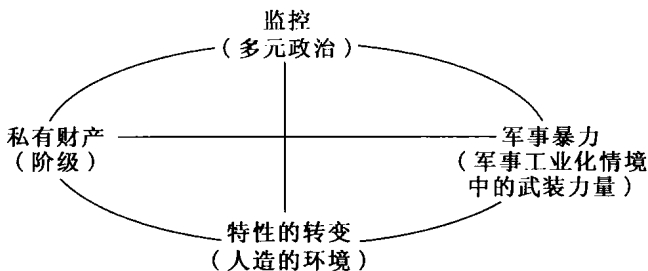 监控
（多元政治）
私有财产
（阶级）
军事暴力
（军事工业化情境
中的武装力量）
特性的转变
（人造的环境）